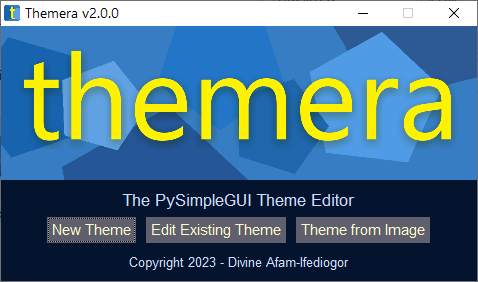 Themera v2.0.0
themera
The PySimpleGUI Theme Editor
New Theme Edit Existing Theme Theme from Image
Copyright 2023 - Divine Afam-Ifediogor